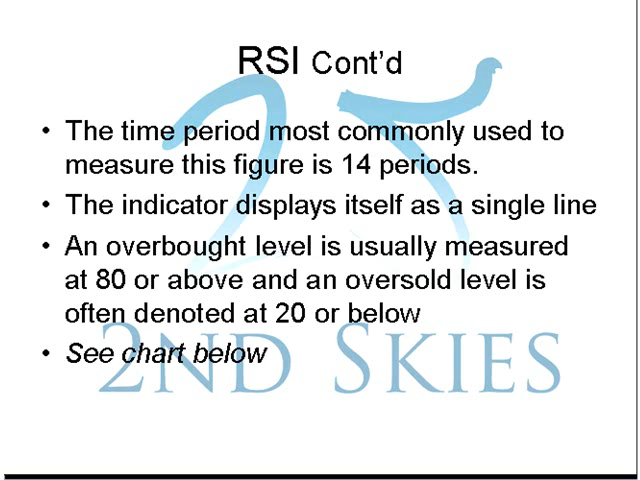 RSI Cont'd
• The time period most commonly used to
measure this figure is 14 periods.
• The indicator displays itself as a single line
• An overbought level is usually measured
at 80 or above and an oversold level is
often denoted at 20 or below
• See chart below
2ND SKIES